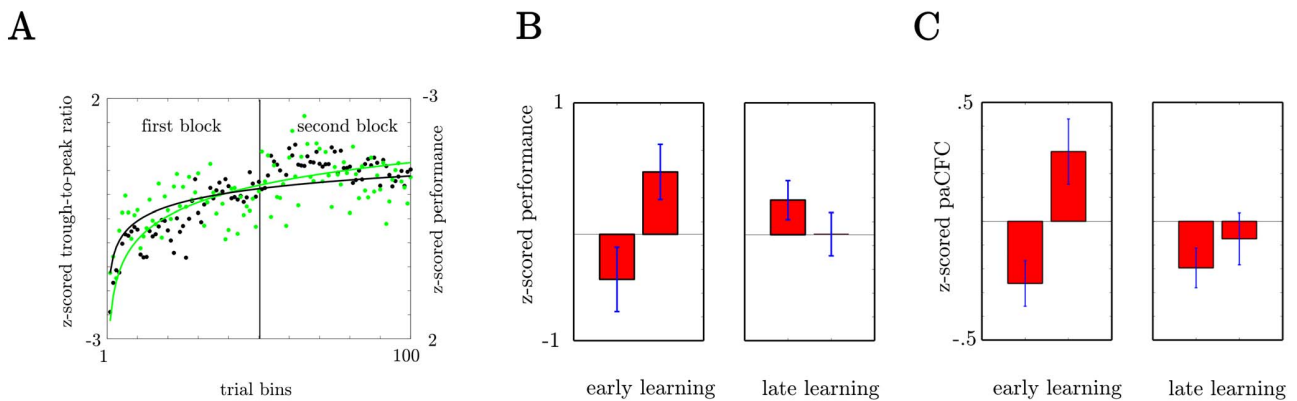 A
B
C
z-scored trough-to-peak ratio
2
-3
first block
second block
-3
2
z-scored performance
1
100
trial bins
z-scored performance
1
-1
early learning
late learning
z-scored paCFC
.5
-.5
early learning
late learning